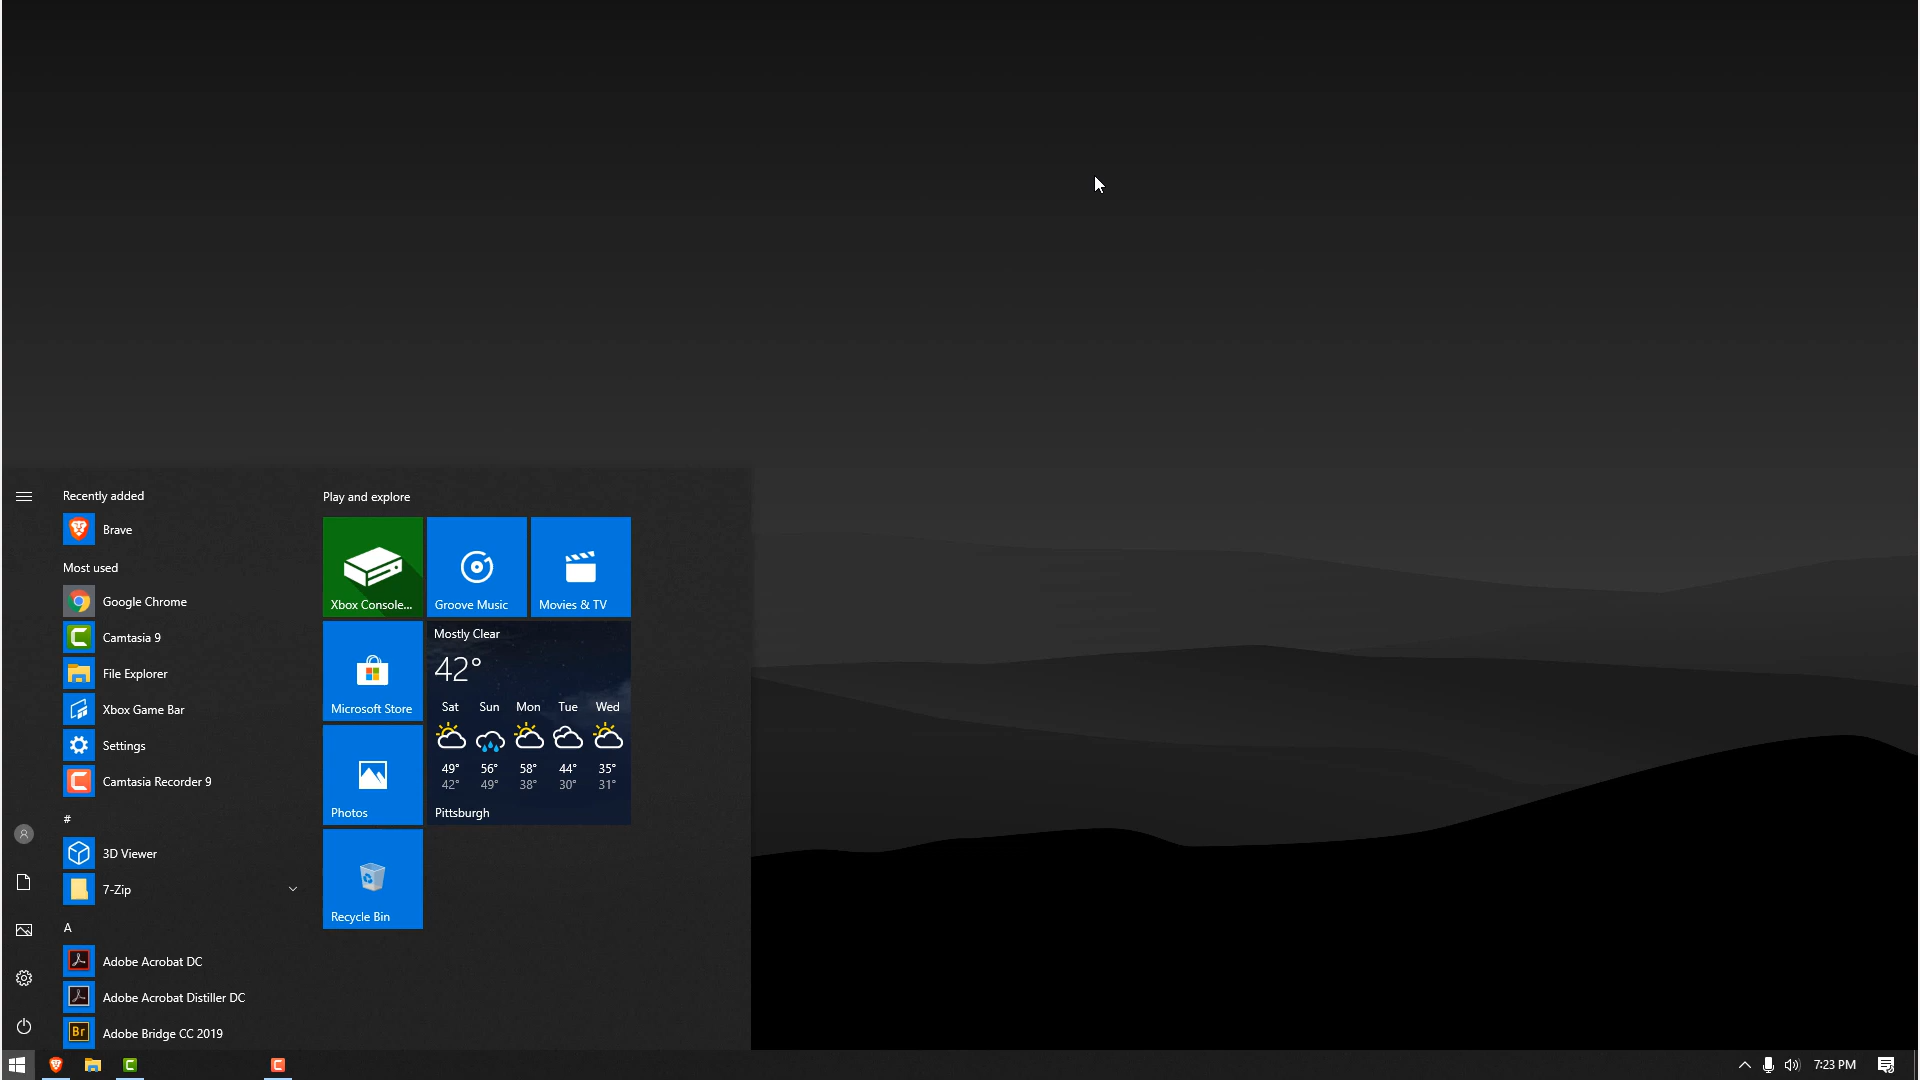 Recently added
Brave
Most used
Google Chrome
Camtasia 9
File Explorer
Xbox Game Bar
Settings
Camtasia Recorder 9
#
3D Viewer
7-Zip
A
Adobe Acrobat DC
Adobe Acrobat Distiller DC
Br
Adobe Bridge CC 2019
Play and explore
Xbox Console...
Groove Music
Movies & TV
Microsoft Store
Mostly Clear
42°
Sat Sun Mon Tue Wed
49° 56° 58° 44° 35°
42° 49° 38° 30° 31°
Pittsburgh
Photos
Recycle Bin
7:23 PM